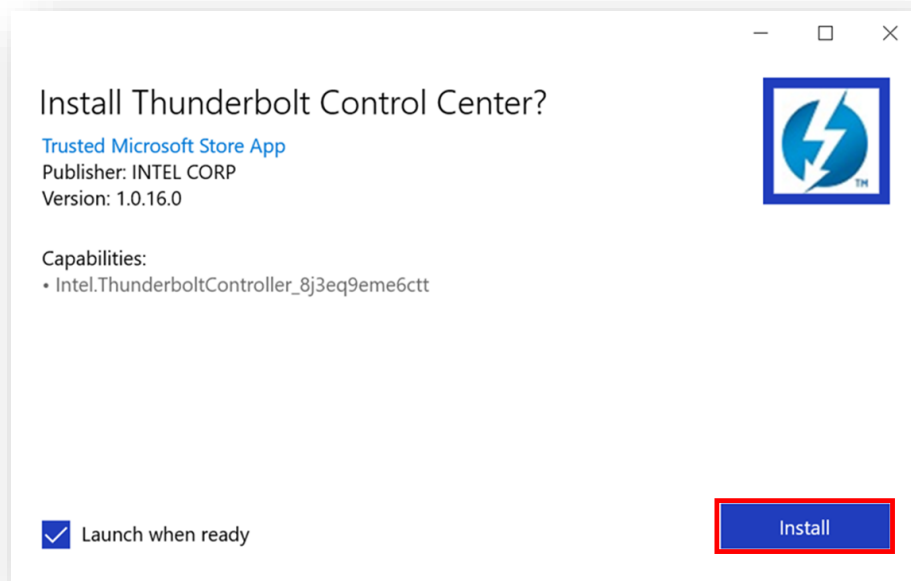 Install Thunderbolt Control Center?
Trusted Microsoft Store App
Publisher: INTEL CORP
Version: 1.0.16.0
TM
Capabilities:
• Intel.ThunderboltController_8j3eq9eme6ctt
Launch when ready
Install